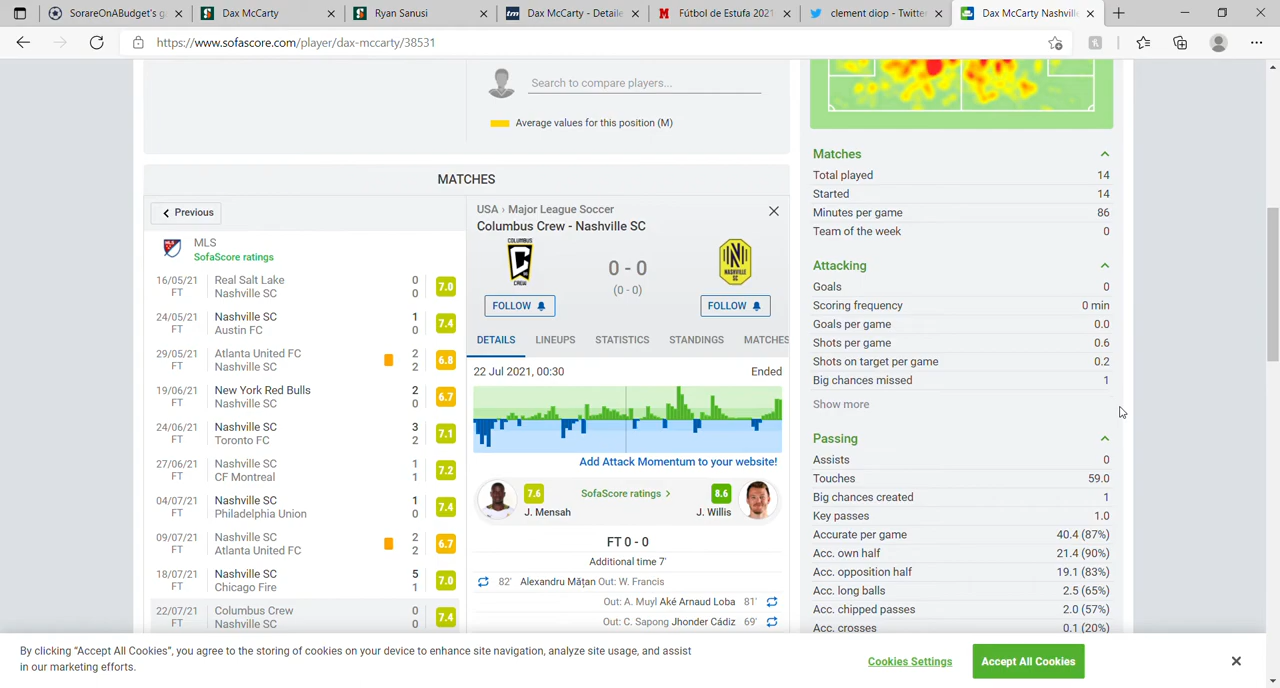 SorareOnABudget's g
Dax McCarty
Ryan Sanusi
Dax McCarty - Detaile
Fútbol de Estufa 2021
clement diop - Twitte
Dax McCarty Nashville
https://www.sofascore.com/player/dax-mccarty/38531
Search to compare players...
Average values for this position (M)
MATCHES
Previous
MLS
SofaScore ratings
16/05/21 Real Salt Lake 0
FT Nashville SC 0 7.0
24/05/21 Nashville SC 1
FT Austin FC 0 7.4
29/05/21 Atlanta United FC 2
FT Nashville SC 2 6.8
19/06/21 New York Red Bulls 2
FT Nashville SC 0 6.7
24/06/21 Nashville SC 3
FT Toronto FC 2 7.1
27/06/21 Nashville SC 1
FT CF Montreal 1 7.2
04/07/21 Nashville SC 1
FT Philadelphia Union 0 7.4
09/07/21 Nashville SC 2
FT Atlanta United FC 2 6.7
18/07/21 Nashville SC 5
FT Chicago Fire 1 7.0
22/07/21 Columbus Crew 0
FT Nashville SC 0 7.4
USA › Major League Soccer
Columbus Crew - Nashville SC
COLUMBUS
CREW
0 - 0
(0 - 0)
FOLLOW
FOLLOW
DETAILS LINEUPS STATISTICS STANDINGS MATCHES
22 Jul 2021, 00:30 Ended
Add Attack Momentum to your website!
7.6 SofaScore ratings > 8.6
J. Mensah J. Willis
FT 0 - 0
Additional time 7'
82' Alexandru Mățan Out: W. Francis
Out: A. Muyl Aké Arnaud Loba 81'
Out: C. Sapong Jhonder Cádiz 69'
Matches
Total played 14
Started 14
Minutes per game 86
Team of the week 0
Attacking
Goals 0
Scoring frequency 0 min
Goals per game 0.0
Shots per game 0.6
Shots on target per game 0.2
Big chances missed 1
Show more
Passing
Assists 0
Touches 59.0
Big chances created 1
Key passes 1.0
Accurate per game 40.4 (87%)
Acc. own half 21.4 (90%)
Acc. opposition half 19.1 (83%)
Acc. long balls 2.5 (65%)
Acc. chipped passes 2.0 (57%)
Acc. crosses 0.1 (20%)
By clicking “Accept All Cookies”, you agree to the storing of cookies on your device to enhance site navigation, analyze site usage, and assist
in our marketing efforts.
Cookies Settings
Accept All Cookies